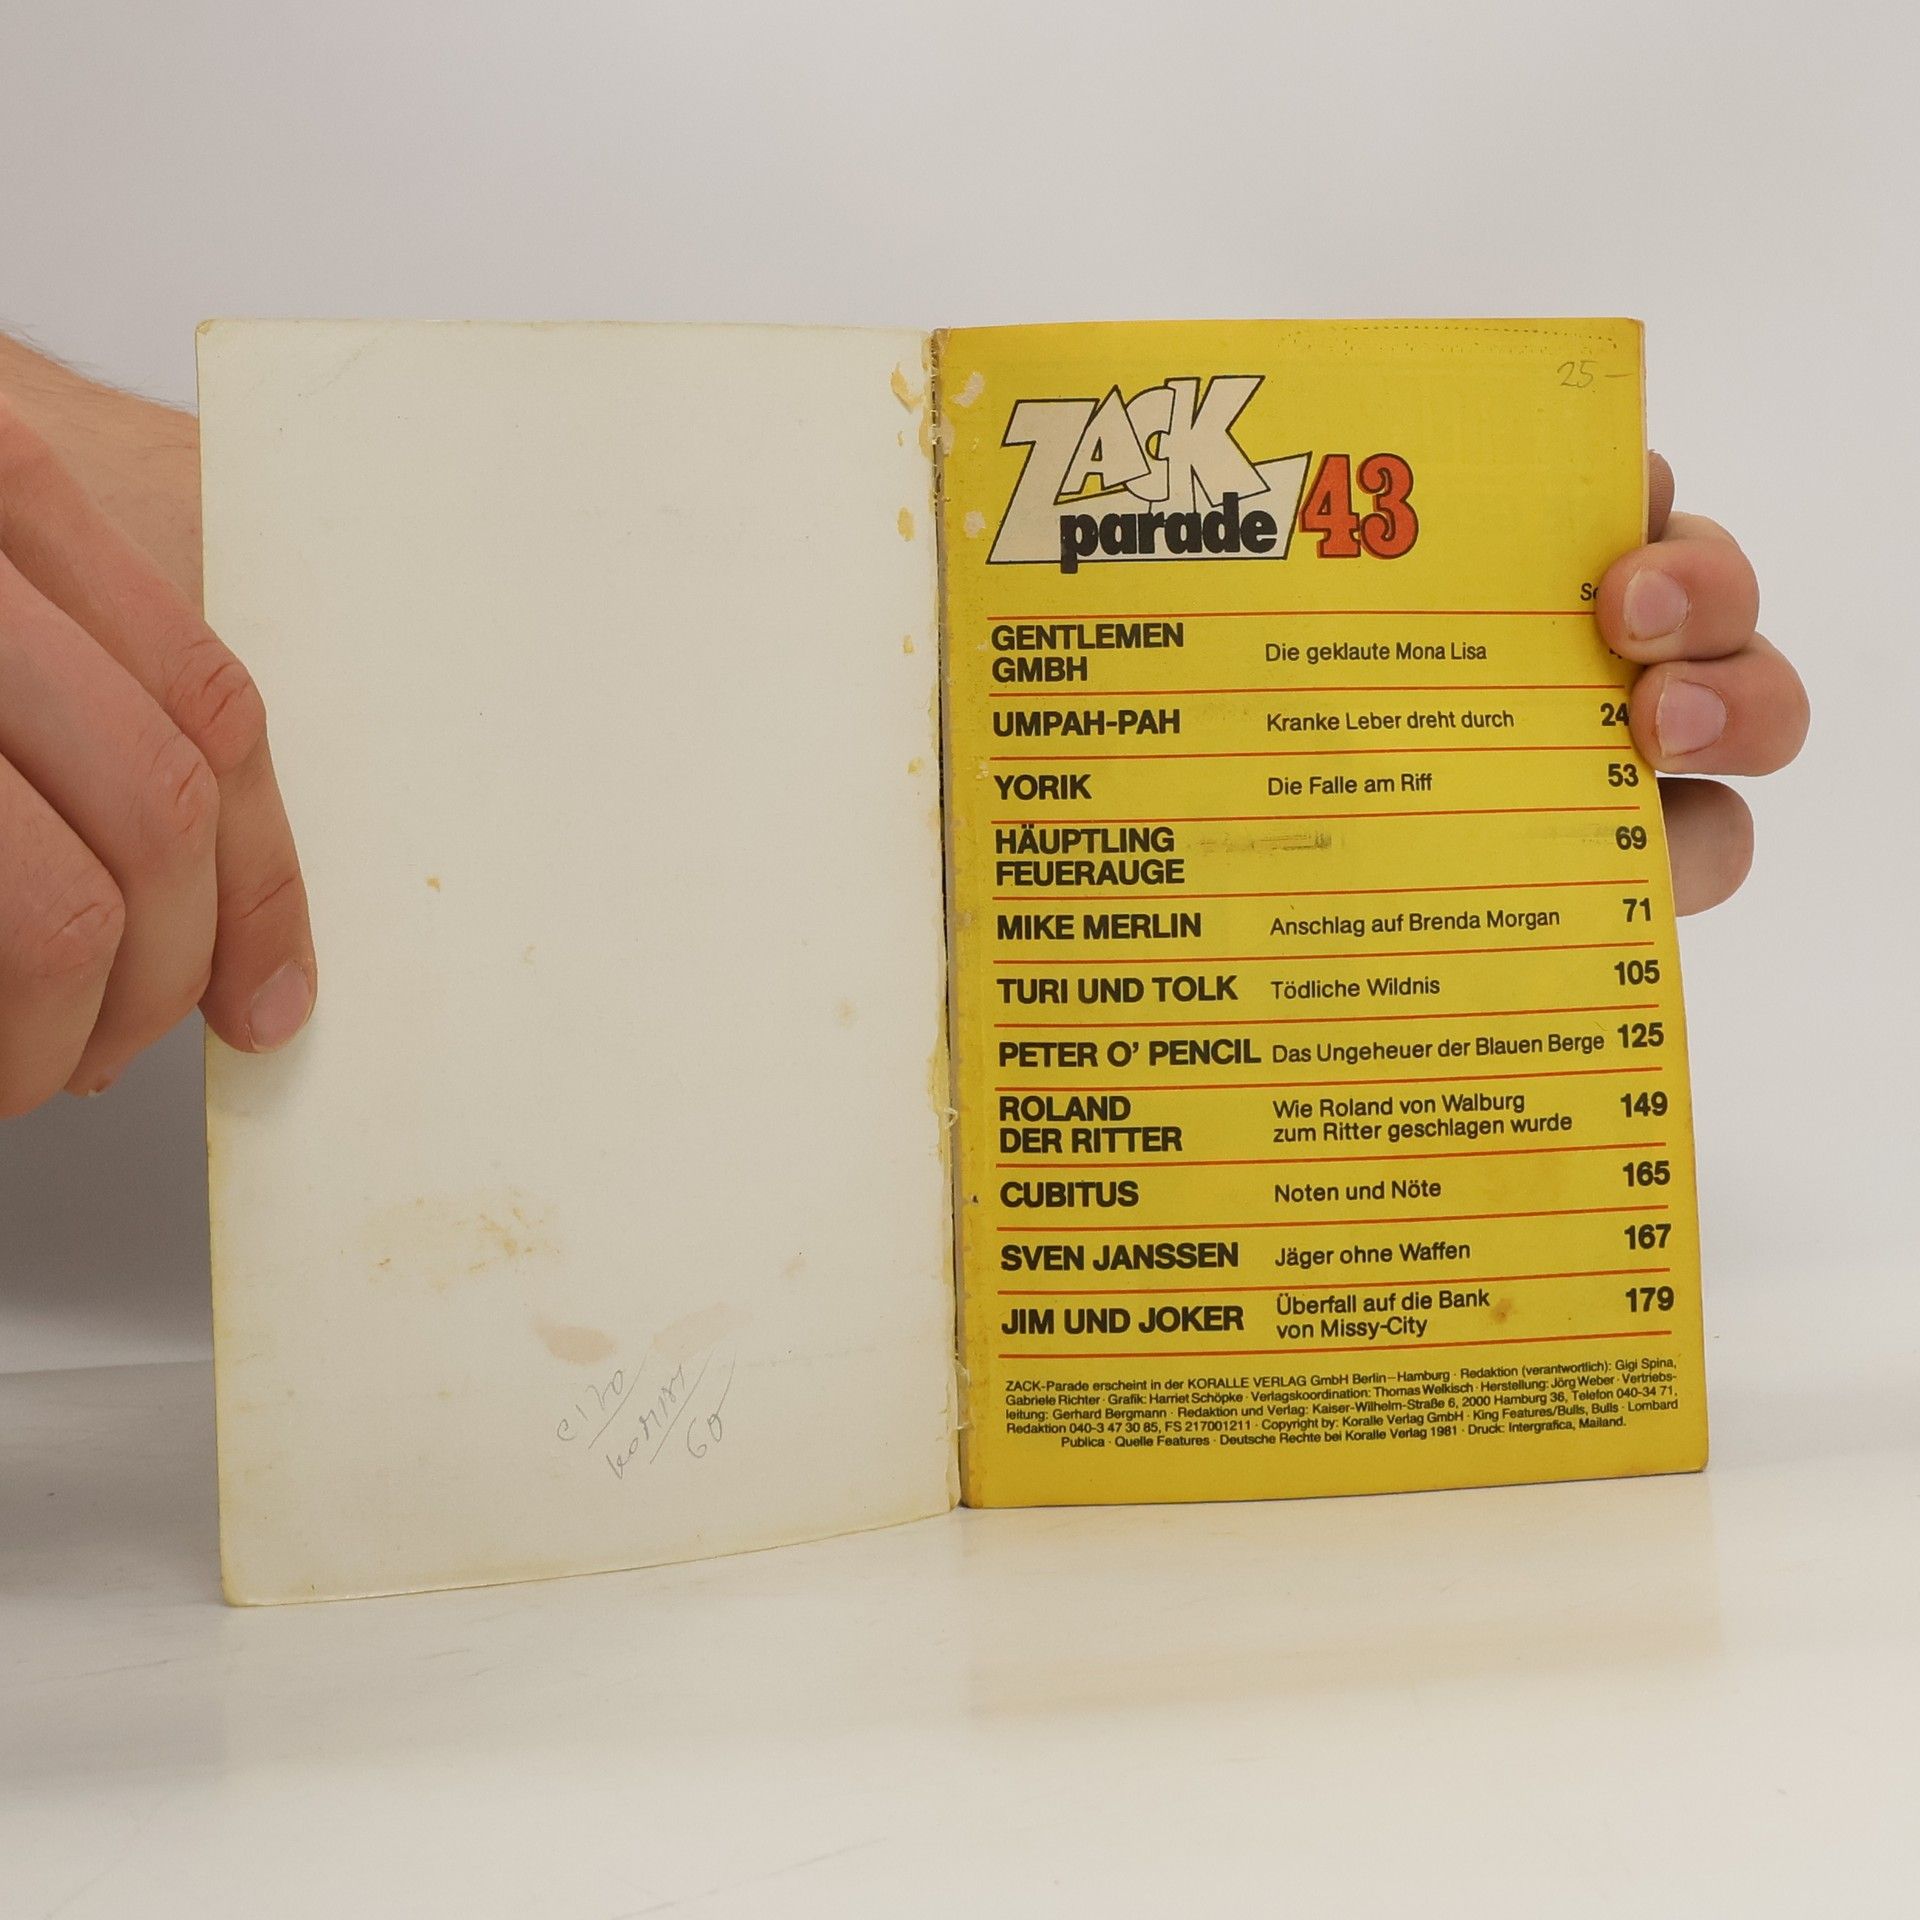 25-
ZACK
parade 43
GENTLEMEN
GMBH
Die geklaute Mona Lisa
UMPAH-PAH Kranke Leber dreht durch 24
YORIK Die Falle am Riff 53
HÄUPTLING
FEUERAUGE
69
MIKE MERLIN Anschlag auf Brenda Morgan 71
TURI UND TOLK Tödliche Wildnis 105
PETER O' PENCIL Das Ungeheuer der Blauen Berge 125
ROLAND
DER RITTER
Wie Roland von Walburg
zum Ritter geschlagen wurde
149
CUBITUS Noten und Nöte 165
SVEN JANSSEN Jäger ohne Waffen 167
JIM UND JOKER
Überfall auf die Bank
von Missy-City
179
ZACK-Parade erscheint in der KORALLE VERLAG GmbH Berlin–Hamburg · Redaktion (verantwortlich): Gigi Spina,
Gabriele Richter · Grafik: Harriet Schöpke · Verlagskoordination: Thomas Welkisch · Herstellung: Jörg Weber · Vertriebs-
leitung: Gerhard Bergmann · Redaktion und Verlag: Kaiser-Wilhelm-Straße 6, 2000 Hamburg 36, Telefon 040-34 71,
Redaktion 040-3 47 30 85, FS 217001211 · Copyright by: Koralle Verlag GmbH · King Features/Bulls, Bulls · Lombard
Publica · Quelle Features · Deutsche Rechte bei Koralle Verlag 1981 · Druck: Intergrafica, Mailand.
60